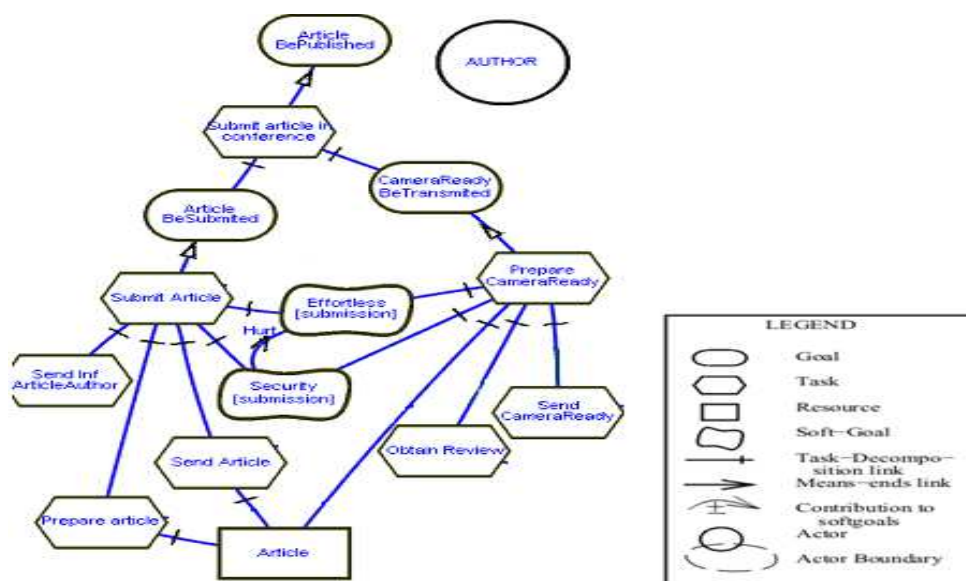 Article
BePublished
AUTHOR
Submit article in
conference
CameraReady
BeTransmited
Article
BeSubmited
Prepare
CameraReady
Submit Article
Effortless
[submission]
Hurt
Send Inf
ArticleAuthor
Security
[submission]
Send
CameraReady
Obtain Review
Send Article
Prepare article
Article
LEGEND
Goal
Task
Resource
Soft-Goal
Task-Decompo-
sition link
Means-ends link
Contribution to
softgoals
Actor
Actor Boundary